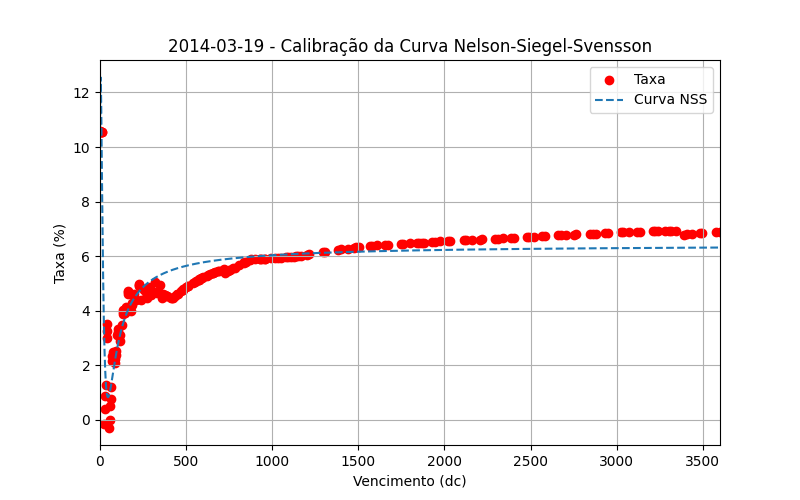 2014-03-19 - Calibração da Curva Nelson-Siegel-Svensson
Taxa
Curva NSS
Taxa (%)
12
10
8
6
4
2
0
0 500 1000 1500 2000 2500 3000 3500
Vencimento (dc)